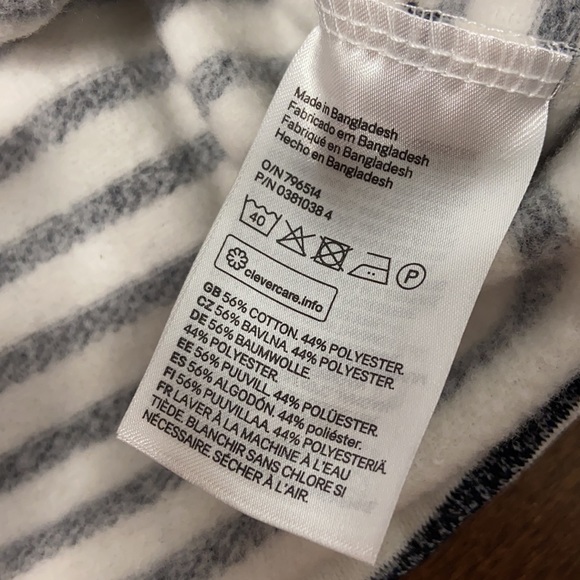 Made in Bangladesh
Fabricado em Bangladesh
Fabriqué en Bangladesh
Hecho en Bangladesh
O/N 796514
P/N 0381038 4
40
P
clevercare.info
GB 56% COTTON. 44% POLYESTER.
CZ 56% BAVLNA. 44% POLYESTER.
DE 56% BAUMWOLLE.
44% POLYESTER.
EE 56% PUUVILL. 44% POLÜESTER.
ES 56% ALGODÓN. 44% poliéster.
FI 56% PUUVILLAA. 44% POLYESTERIÄ.
FR LAVER À LA MACHINE À L'EAU
TIÈDE. BLANCHIR SANS CHLORE SI
NÉCESSAIRE. SÉCHER À L'AIR.